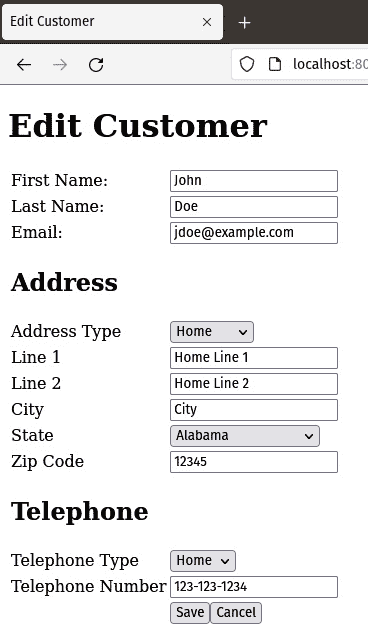 Edit Customer
localhost:80
Edit Customer
First Name: John
Last Name: Doe
Email: jdoe@example.com
Address
Address Type Home
Line 1 Home Line 1
Line 2 Home Line 2
City City
State Alabama
Zip Code 12345
Telephone
Telephone Type Home
Telephone Number 123-123-1234
Save Cancel